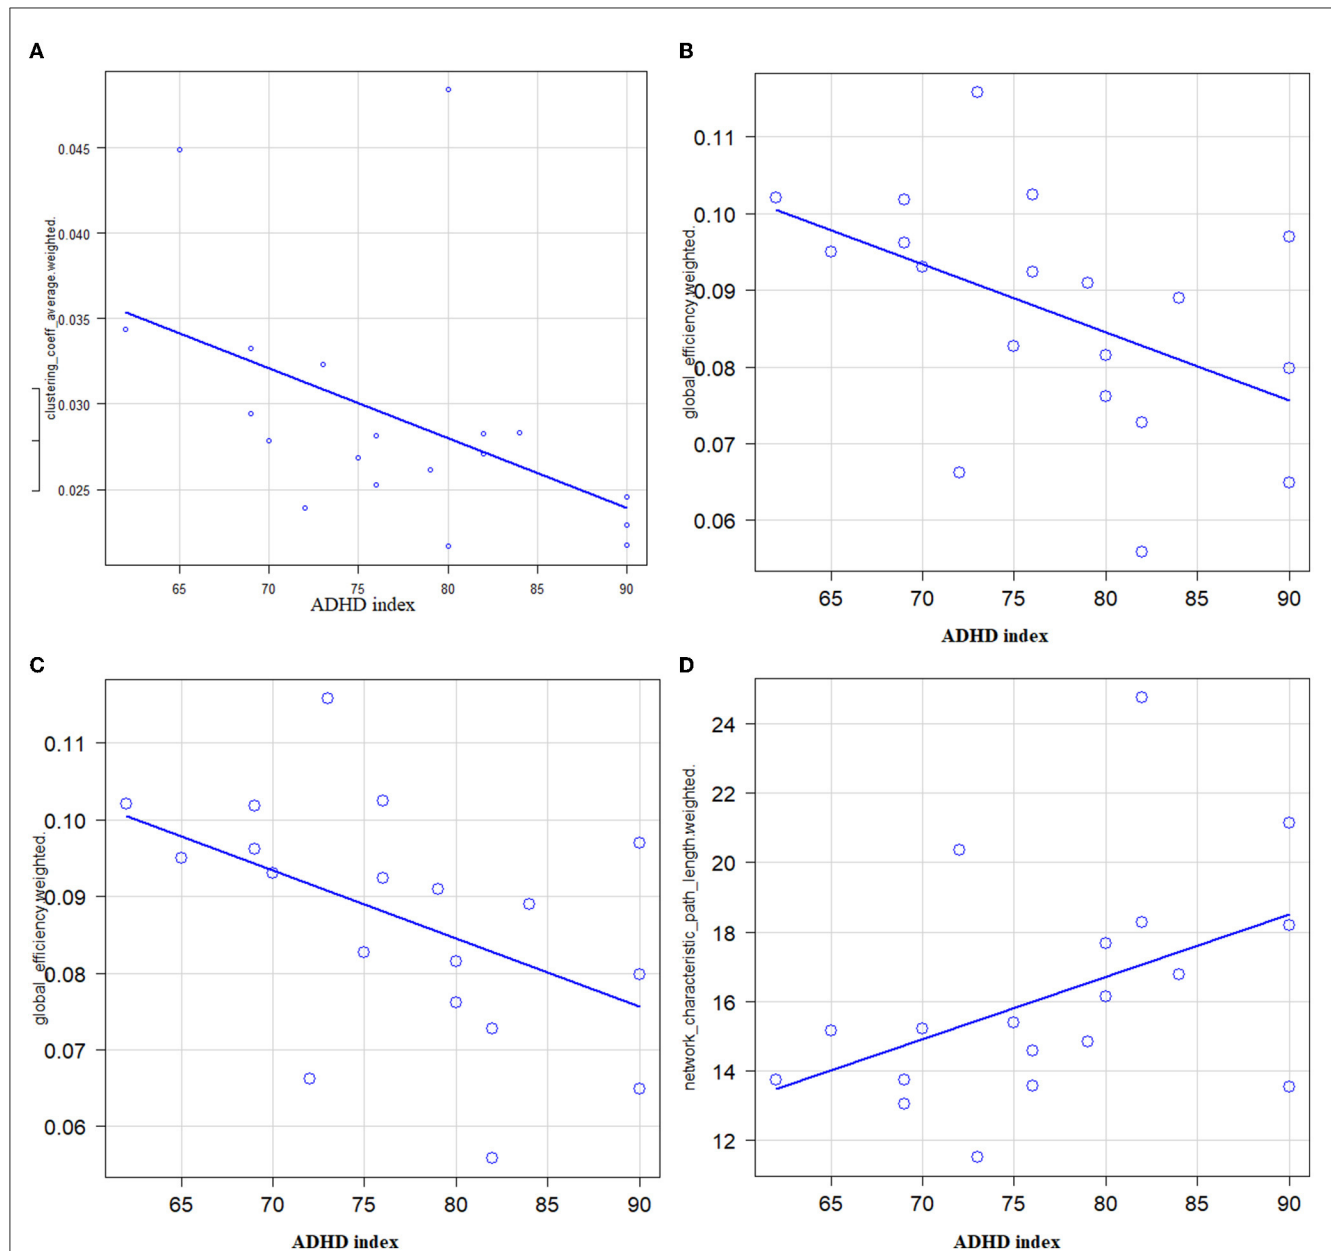 A
clustering_coeff_average.weighted.
0.045
0.040
0.035
0.030
0.025
65 70 75 80 85 90
ADHD index
B
global_efficiency.weighted.
0.11
0.10
0.09
0.08
0.07
0.06
65 70 75 80 85 90
ADHD index
C
global_efficiency.weighted.
0.11
0.10
0.09
0.08
0.07
0.06
65 70 75 80 85 90
ADHD index
D
network_characteristic_path_length.weighted.
24
22
20
18
16
14
12
65 70 75 80 85 90
ADHD index